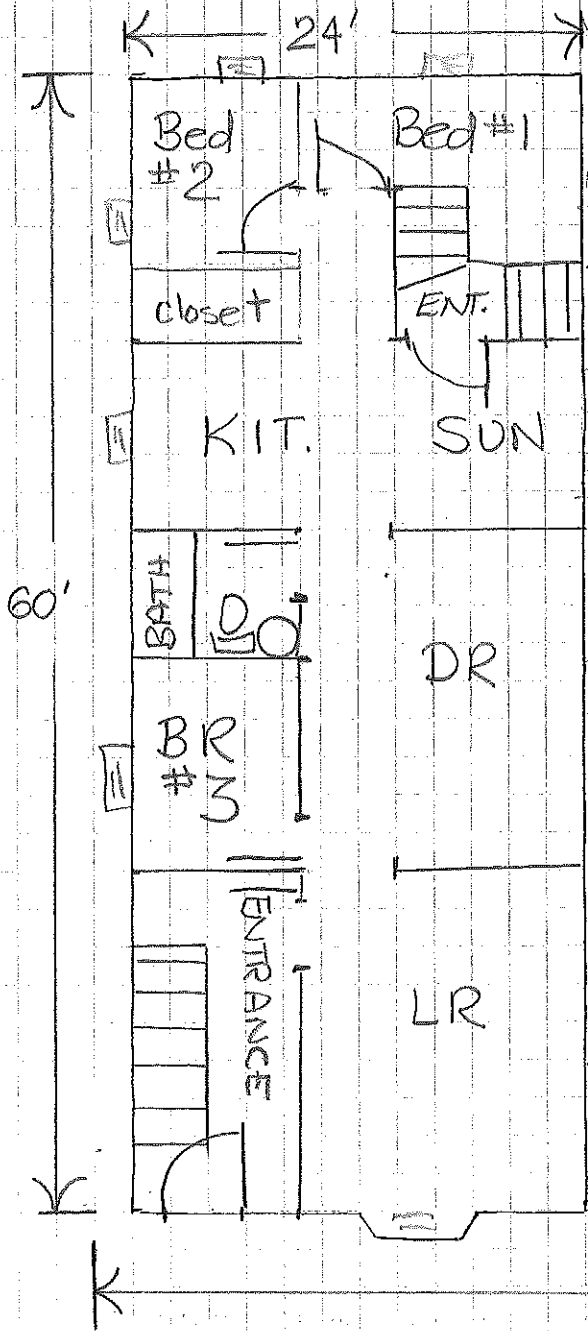 24'
Bed
#2
Bed #1
closet
ENT.
KIT.
SUN
60'
BATH
DR
BR
#3
ENTRANCE
LR